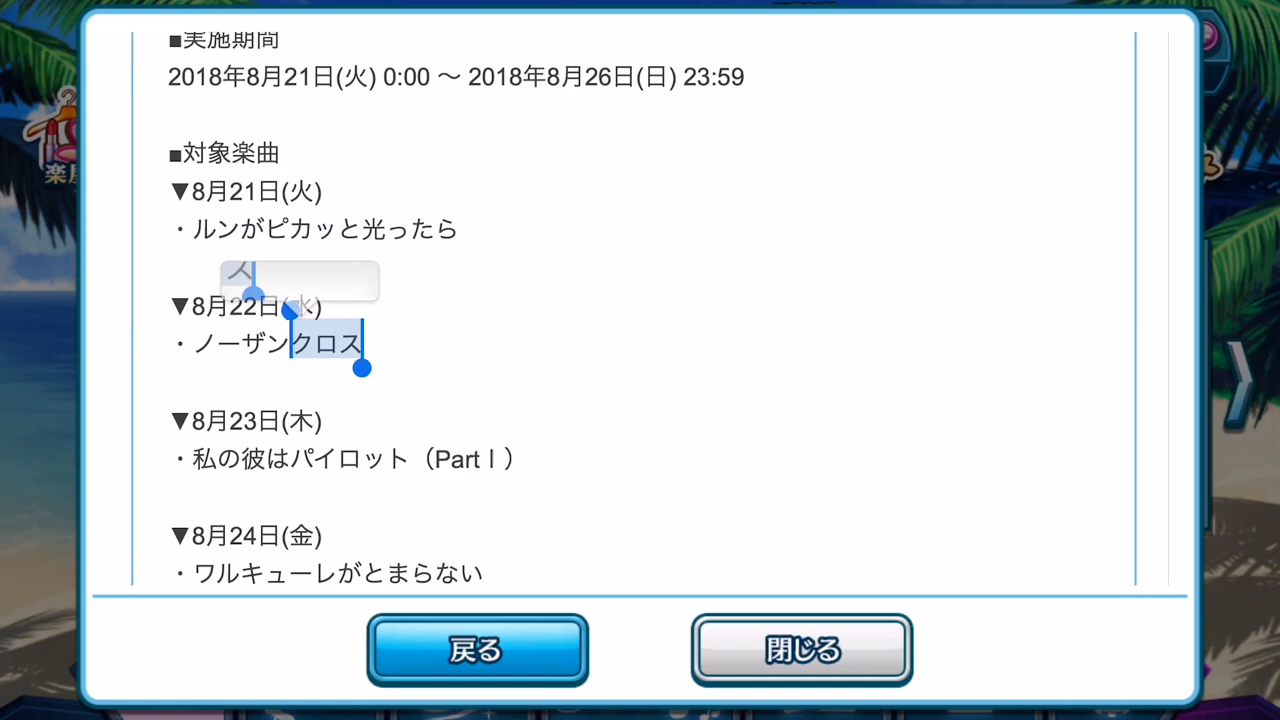 ■実施期間
2018年8月21日(火) 0:00 ～ 2018年8月26日(日) 23:59
■対象楽曲
▼8月21日(火)
・ルンがピカッと光ったら
ス
▼8月22日(水)
・ノーザンクロス
▼8月23日(木)
・私の彼はパイロット（PartⅠ）
▼8月24日(金)
・ワルキューレがとまらない
戻る
閉じる